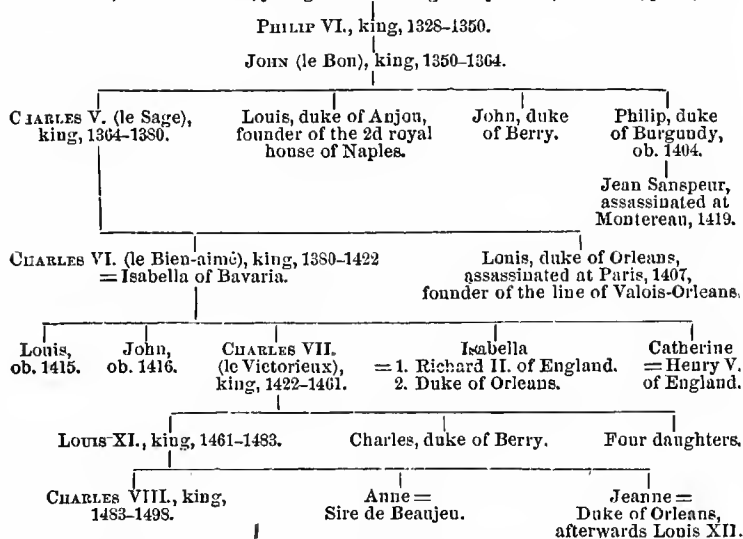 PHILIP VI., king, 1328–1350.
JOHN (le Bon), king, 1350–1364.
CHARLES V. (le Sage), king, 1364–1380.
Louis, duke of Anjou, founder of the 2d royal house of Naples.
John, duke of Berry.
Philip, duke of Burgundy, ob. 1404.
Jean Sanspeur, assassinated at Montereau, 1419.
CHARLES VI. (le Bien-aimé), king, 1380–1422
= Isabella of Bavaria.
Louis, duke of Orleans,
assassinated at Paris, 1407,
founder of the line of Valois-Orleans.
Louis,
ob. 1415.
John,
ob. 1416.
CHARLES VII.
(le Victorieux),
king, 1422–1461.
Isabella
= 1. Richard II. of England.
2. Duke of Orleans.
Catherine
= Henry V.
of England.
LOUIS XI., king, 1461–1483.
Charles, duke of Berry.
Four daughters.
CHARLES VIII., king,
1483–1498.
Anne =
Sire de Beaujeu.
Jeanne =
Duke of Orleans,
afterwards Louis XII.